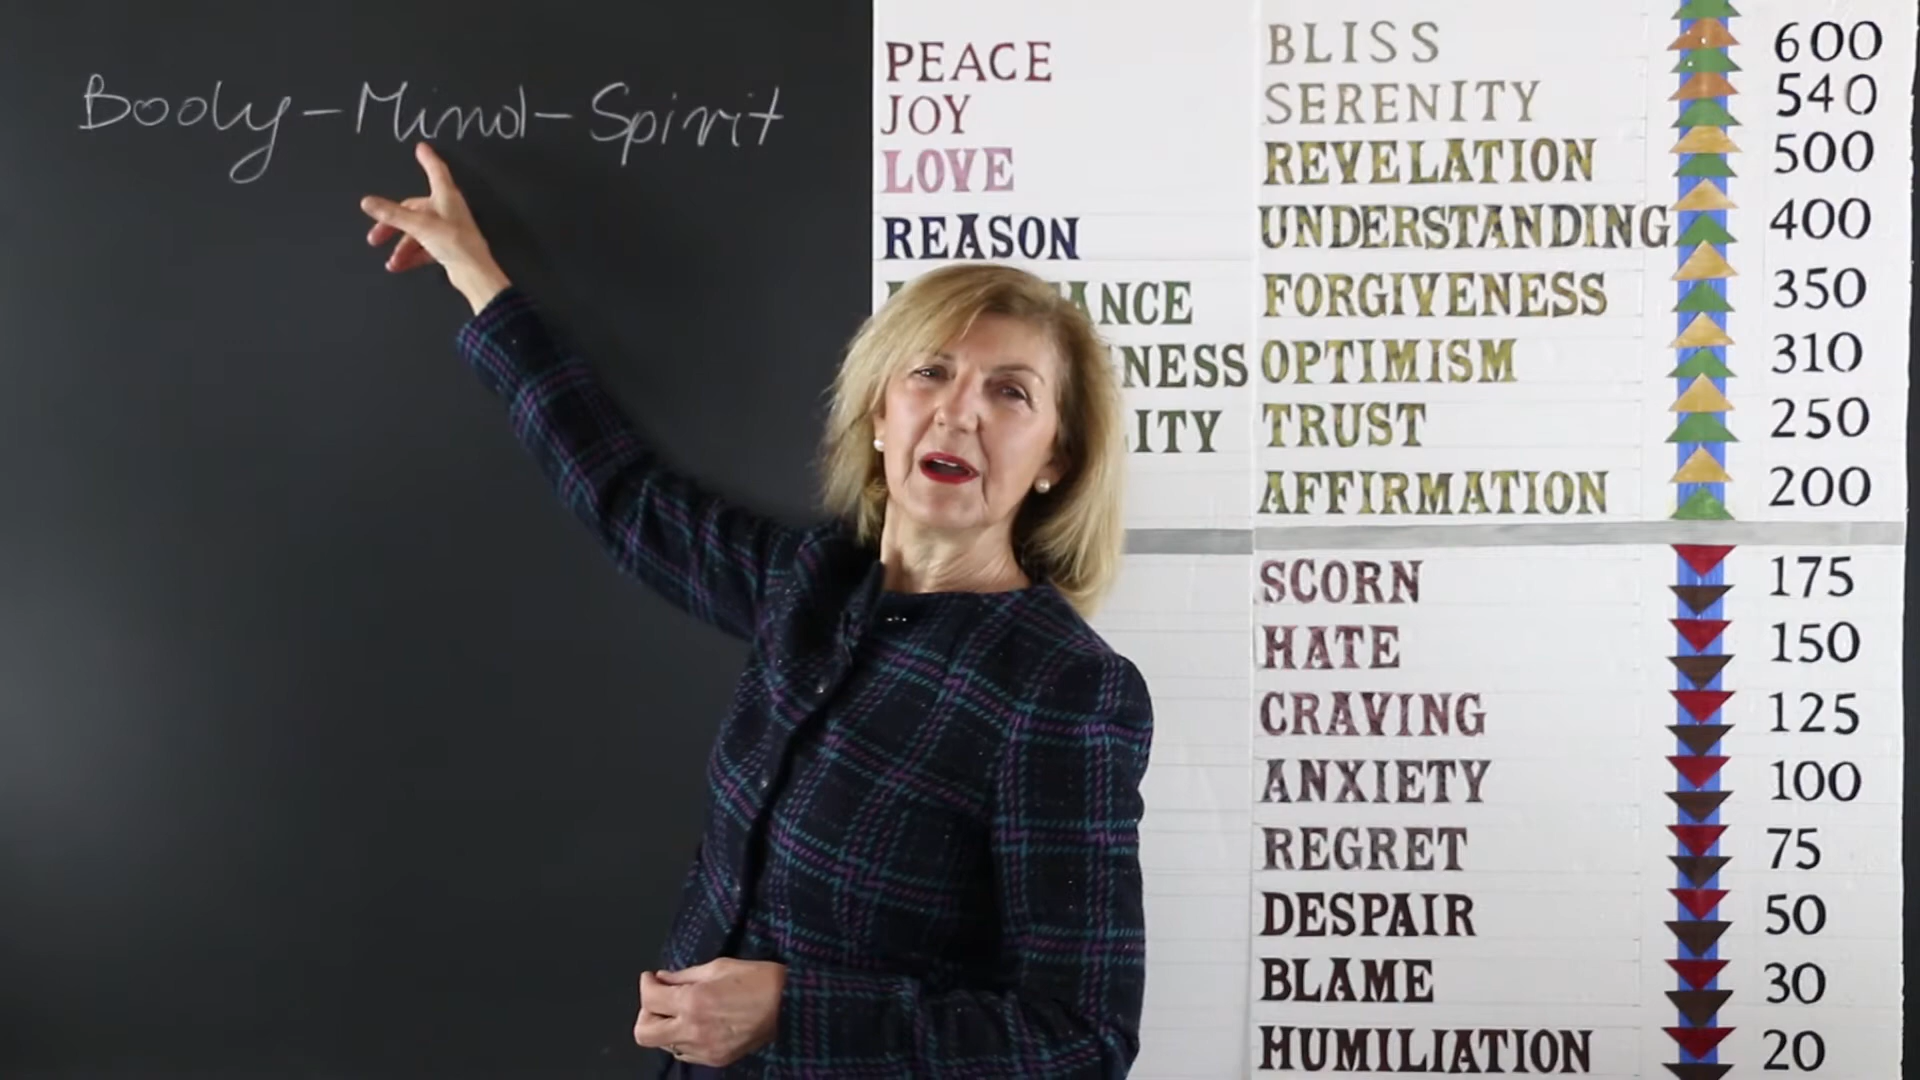 Body-Mind-Spirit
PEACE BLISS 600
JOY SERENITY 540
LOVE REVELATION 500
REASON UNDERSTANDING 400
FORGIVENESS 350
OPTIMISM 310
TRUST 250
AFFIRMATION 200
SCORN 175
HATE 150
CRAVING 125
ANXIETY 100
REGRET 75
DESPAIR 50
BLAME 30
HUMILIATION 20